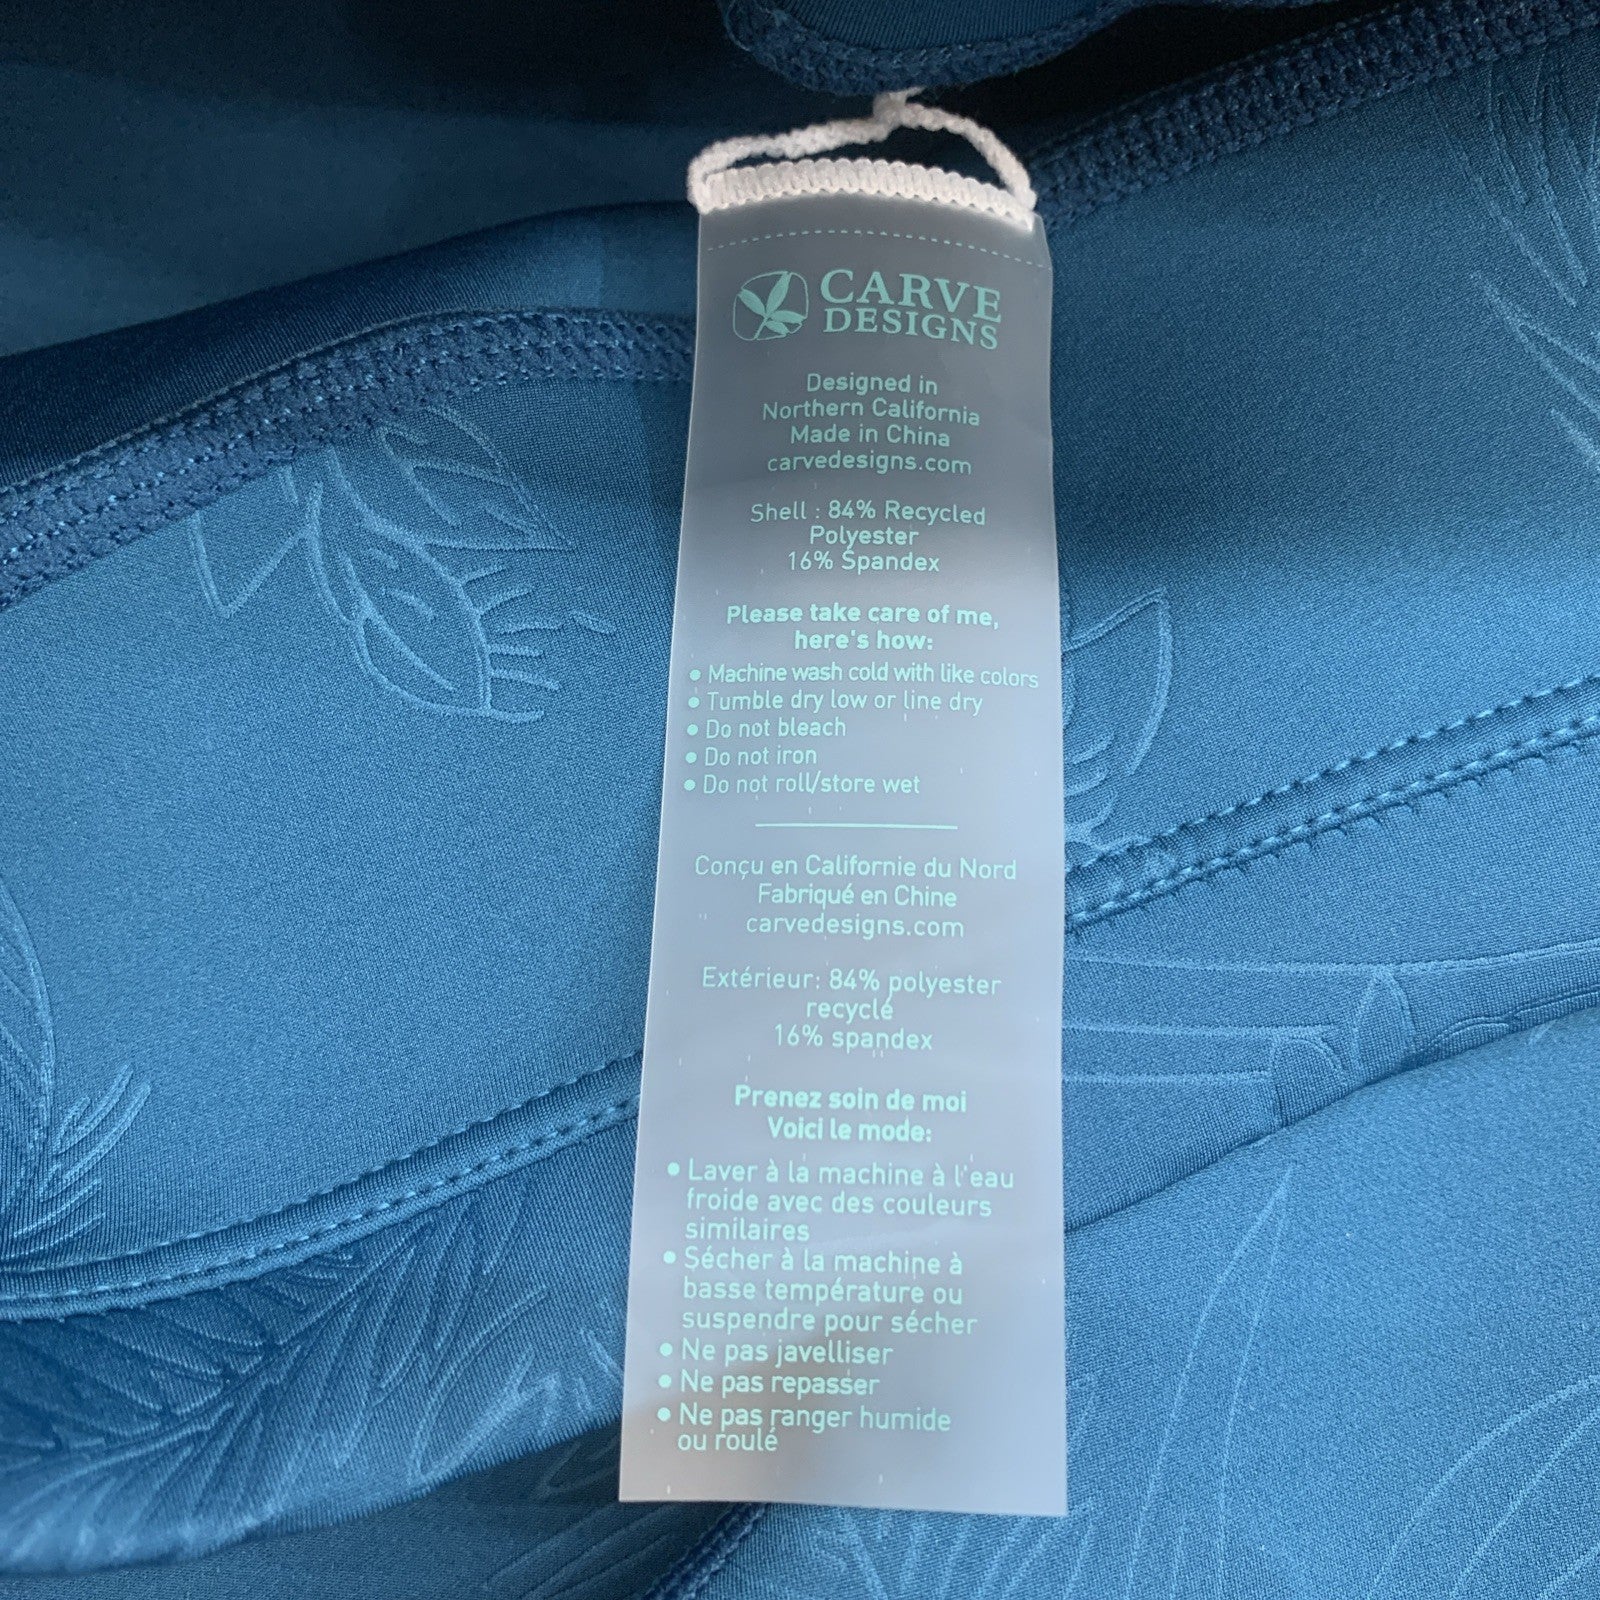 CARVE
DESIGNS
Designed in
Northern California
Made in China
carvedesigns.com
Shell : 84% Recycled
Polyester
16% Spandex
Please take care of me,
here's how:
• Machine wash cold with like colors
• Tumble dry low or line dry
• Do not bleach
• Do not iron
• Do not roll/store wet
Conçu en Californie du Nord
Fabriqué en Chine
carvedesigns.com
Extérieur: 84% polyester
recyclé
16% spandex
Prenez soin de moi
Voici le mode:
• Laver à la machine à l'eau
froide avec des couleurs
similaires
• Sécher à la machine à
basse température ou
suspendre pour sécher
• Ne pas javelliser
• Ne pas repasser
• Ne pas ranger humide
ou roulé